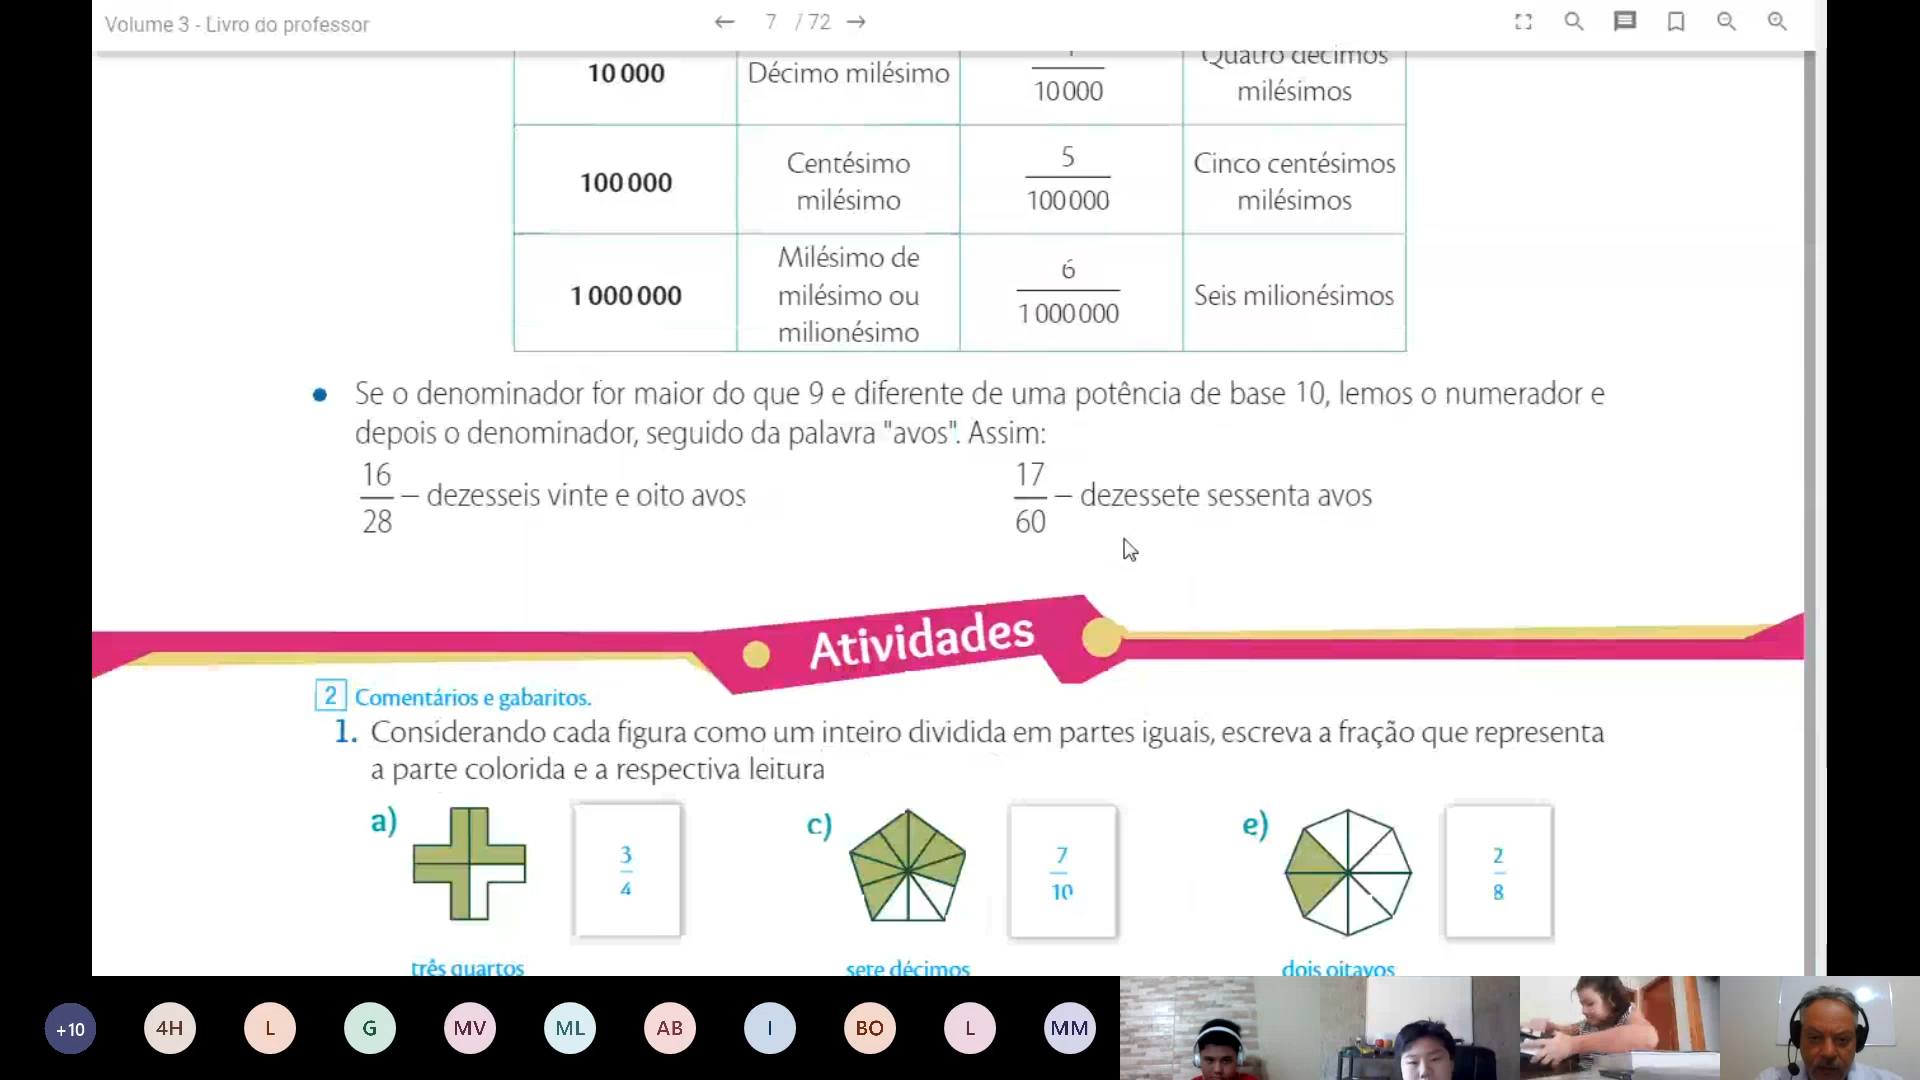 Volume 3 - Livro do professor
7 / 72
10 000 Décimo milésimo 10 000 Quatro décimos milésimos
100 000 Centésimo milésimo 5/100 000 Cinco centésimos milésimos
1 000 000 Milésimo de milésimo ou milionésimo 6/1 000 000 Seis milionésimos
• Se o denominador for maior do que 9 e diferente de uma potência de base 10, lemos o numerador e
depois o denominador, seguido da palavra "avos". Assim:
16/28 – dezesseis vinte e oito avos 17/60 – dezessete sessenta avos
Atividades
2 Comentários e gabaritos.
1. Considerando cada figura como um inteiro dividida em partes iguais, escreva a fração que representa
a parte colorida e a respectiva leitura
a) 3/4 c) 7/10 e) 2/8
três quartos sete décimos dois oitavos
+10 4H L G MV ML AB I BO L MM